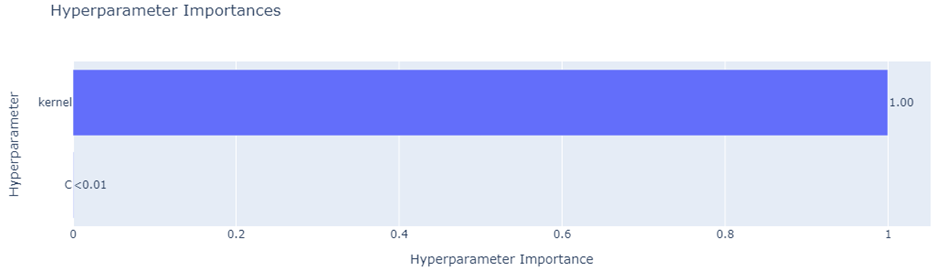 Hyperparameter Importances
Hyperparameter
kernel
1.00
C
<0.01
0
0.2
0.4
0.6
0.8
1
Hyperparameter Importance